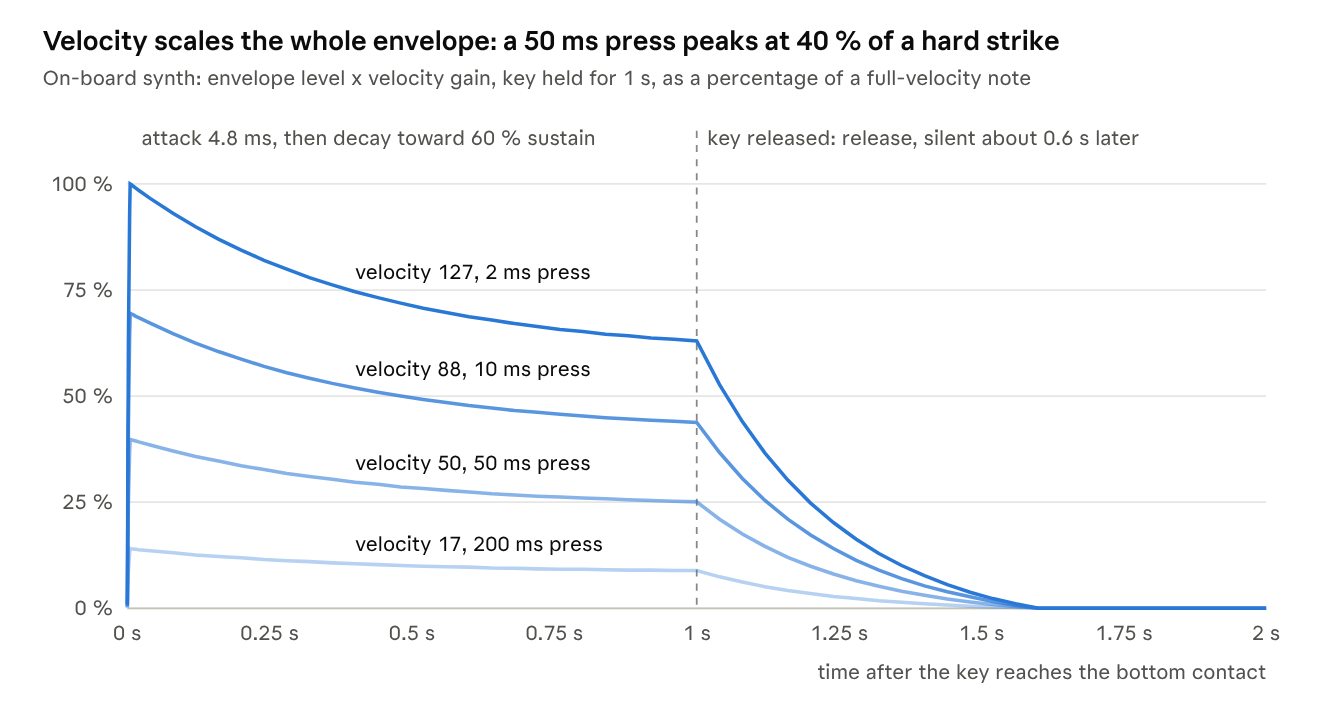 Velocity scales the whole envelope: a 50 ms press peaks at 40 % of a hard strike
On-board synth: envelope level x velocity gain, key held for 1 s, as a percentage of a full-velocity note
attack 4.8 ms, then decay toward 60 % sustain
key released: release, silent about 0.6 s later
100 %
75 %
50 %
25 %
0 %
velocity 127, 2 ms press
velocity 88, 10 ms press
velocity 50, 50 ms press
velocity 17, 200 ms press
0 s
0.25 s
0.5 s
0.75 s
1 s
1.25 s
1.5 s
1.75 s
2 s
time after the key reaches the bottom contact